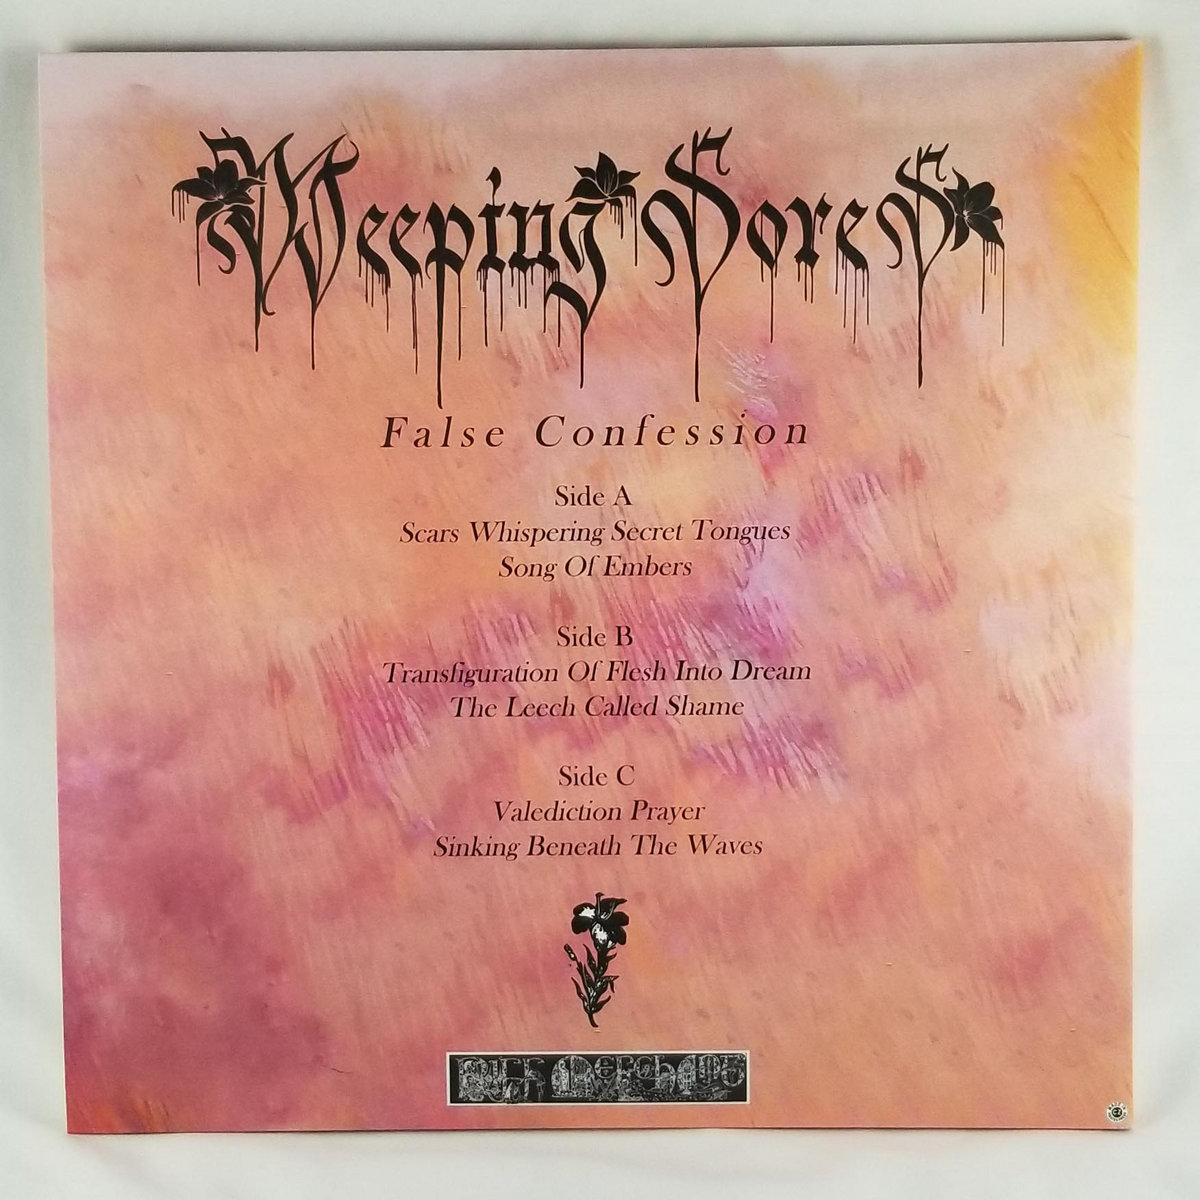 Weeping Sores
False Confession
Side A
Scars Whispering Secret Tongues
Song Of Embers
Side B
Transfiguration Of Flesh Into Dream
The Leech Called Shame
Side C
Valediction Prayer
Sinking Beneath The Waves